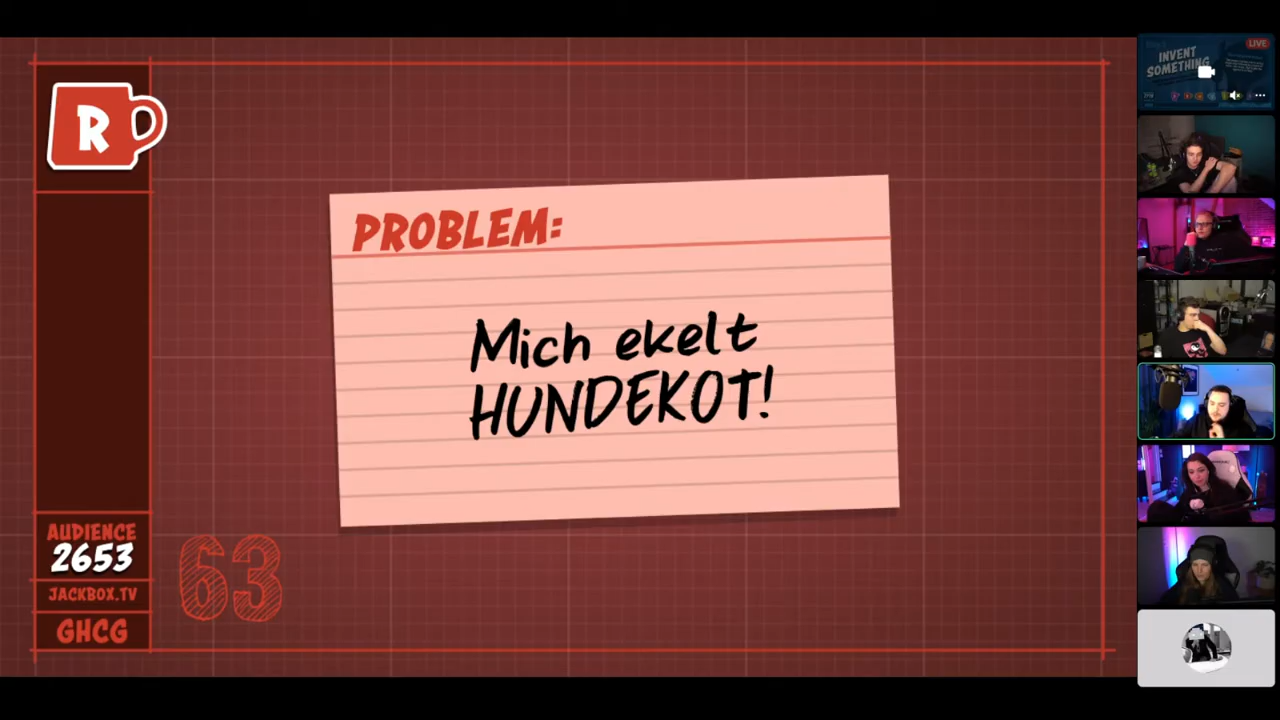 R
PROBLEM:
Mich ekelt
HUNDEKOT!
AUDIENCE
2653
JACKBOX.TV
GHCG
63
LIVE
INVENT
SOMETHING